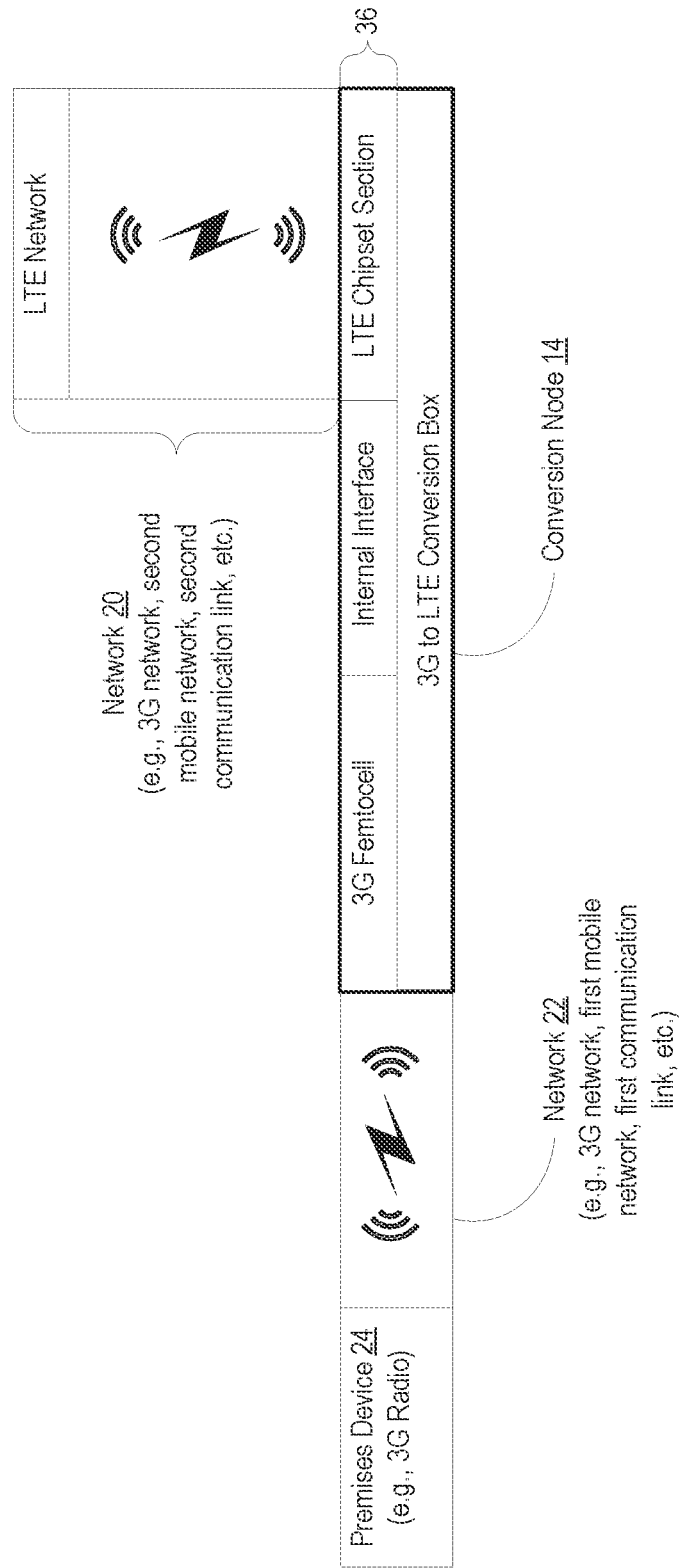 LTE Network
Network 20
(e.g., 3G network, second
mobile network, second
communication link, etc.)
36
Premises Device 24
(e.g., 3G Radio)
3G Femtocell
Internal Interface
LTE Chipset Section
3G to LTE Conversion Box
Network 22
(e.g., 3G network, first mobile
network, first communication
link, etc.)
Conversion Node 14